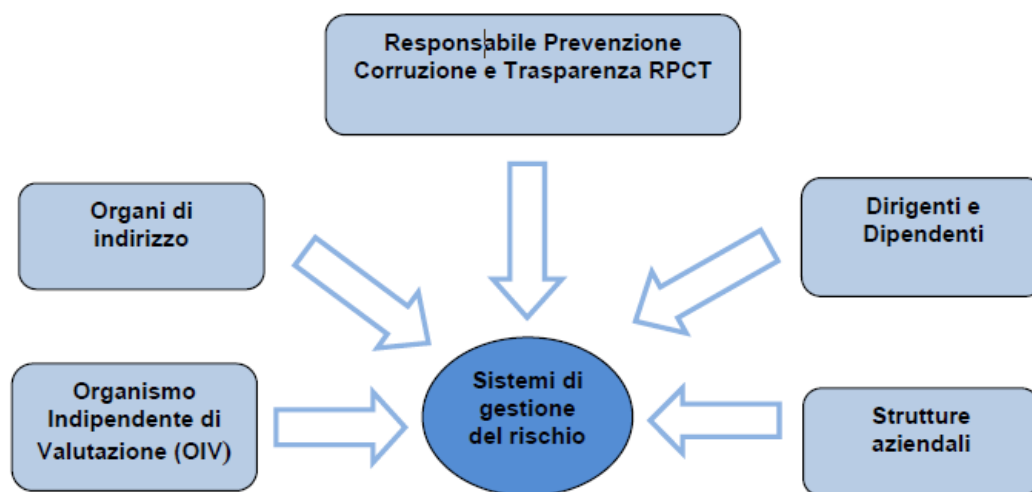 Responsabile Prevenzione
Corruzione e Trasparenza RPCT
Organi di
indirizzo
Dirigenti e
Dipendenti
Organismo
Indipendente di
Valutazione (OIV)
Sistemi di
gestione
del rischio
Strutture
aziendali